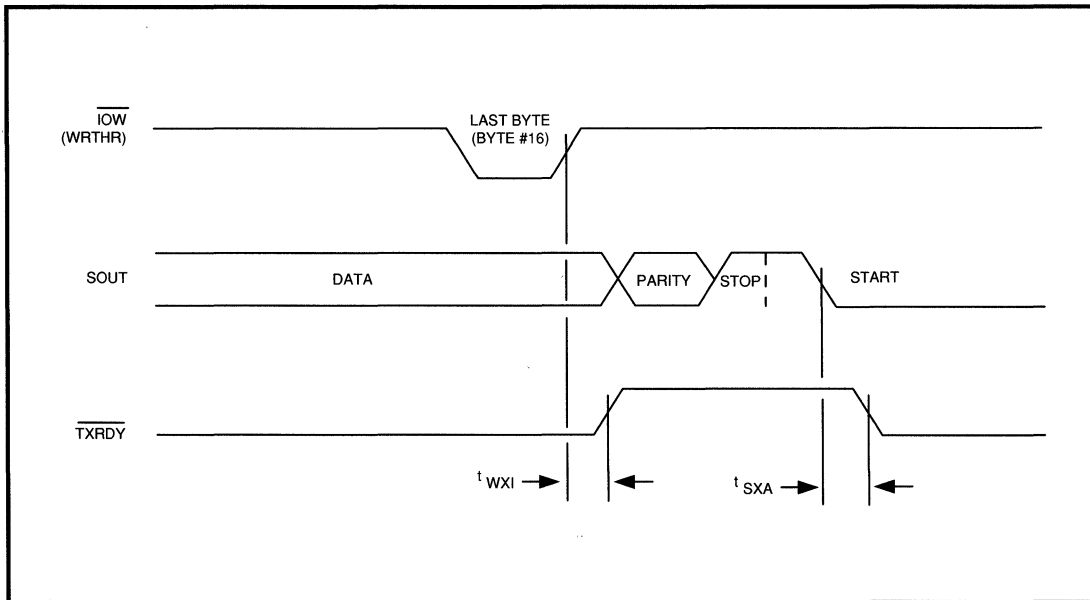 IOW
(WRTHR)
LAST BYTE
(BYTE #16)
SOUT
DATA
PARITY
STOP
START
TXRDY
t WXI
t SXA